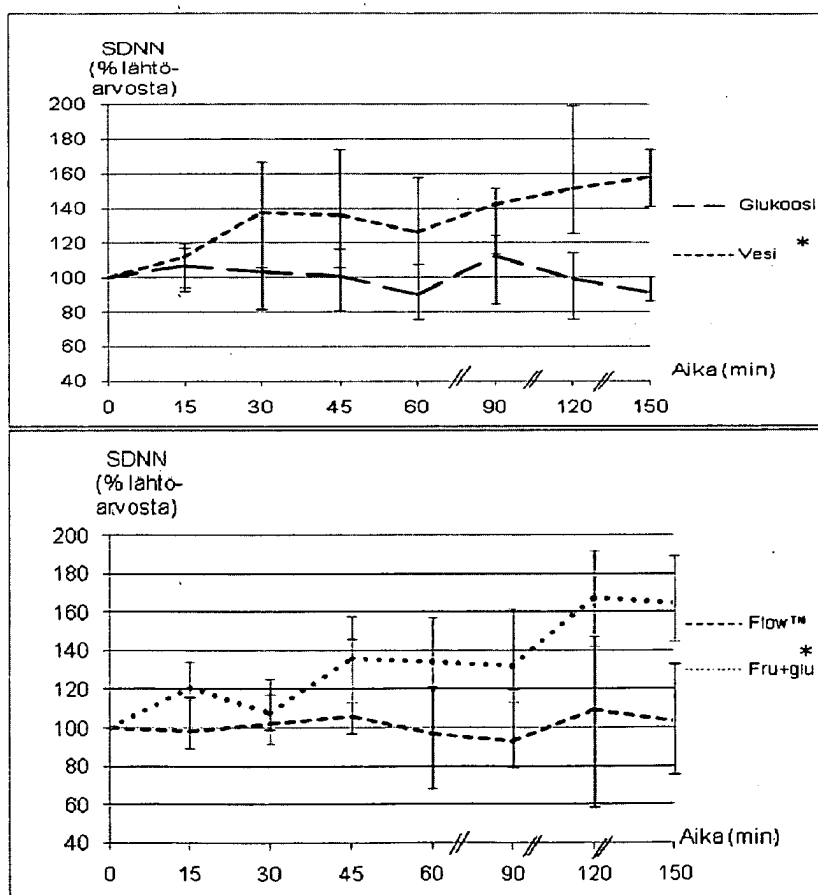 SDNN
(% lähtö-
arvosta)
200
180
160
140
120
100
80
60
40
0 15 30 45 60 90 120 150
Aika (min)
Glukoosi
Vesi *
SDNN
(% lähtö-
arvosta)
200
180
160
140
120
100
80
60
40
0 15 30 45 60 90 120 150
Aika (min)
Flow™
*
Fru+glu